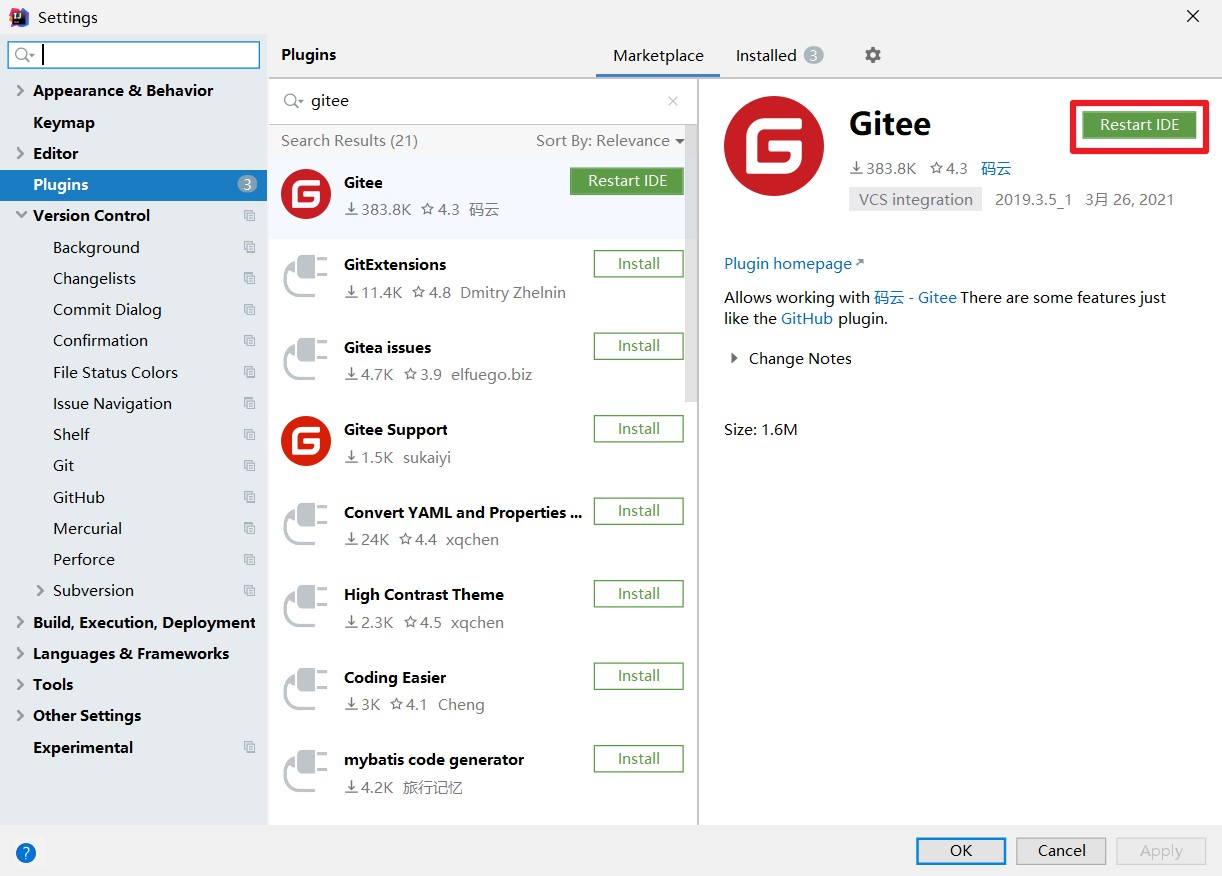 Settings
Plugins
Marketplace
Installed 3
Appearance & Behavior
Keymap
Editor
Plugins 3
Version Control
Background
Changelists
Commit Dialog
Confirmation
File Status Colors
Issue Navigation
Shelf
Git
GitHub
Mercurial
Perforce
Subversion
Build, Execution, Deployment
Languages & Frameworks
Tools
Other Settings
Experimental
gitee
Search Results (21)
Sort By: Relevance
Gitee
Restart IDE
383.8K 4.3 码云
GitExtensions
Install
11.4K 4.8 Dmitry Zhelnin
Gitea issues
Install
4.7K 3.9 elfuego.biz
Gitee Support
Install
1.5K sukaiyi
Convert YAML and Properties ...
Install
24K 4.4 xqchen
High Contrast Theme
Install
2.3K 4.5 xqchen
Coding Easier
Install
3K 4.1 Cheng
mybatis code generator
Install
4.2K 旅行记忆
Gitee
Restart IDE
383.8K 4.3 码云
VCS integration 2019.3.5_1 3月 26, 2021
Plugin homepage
Allows working with 码云 - Gitee There are some features just
like the GitHub plugin.
Change Notes
Size: 1.6M
?
OK
Cancel
Apply